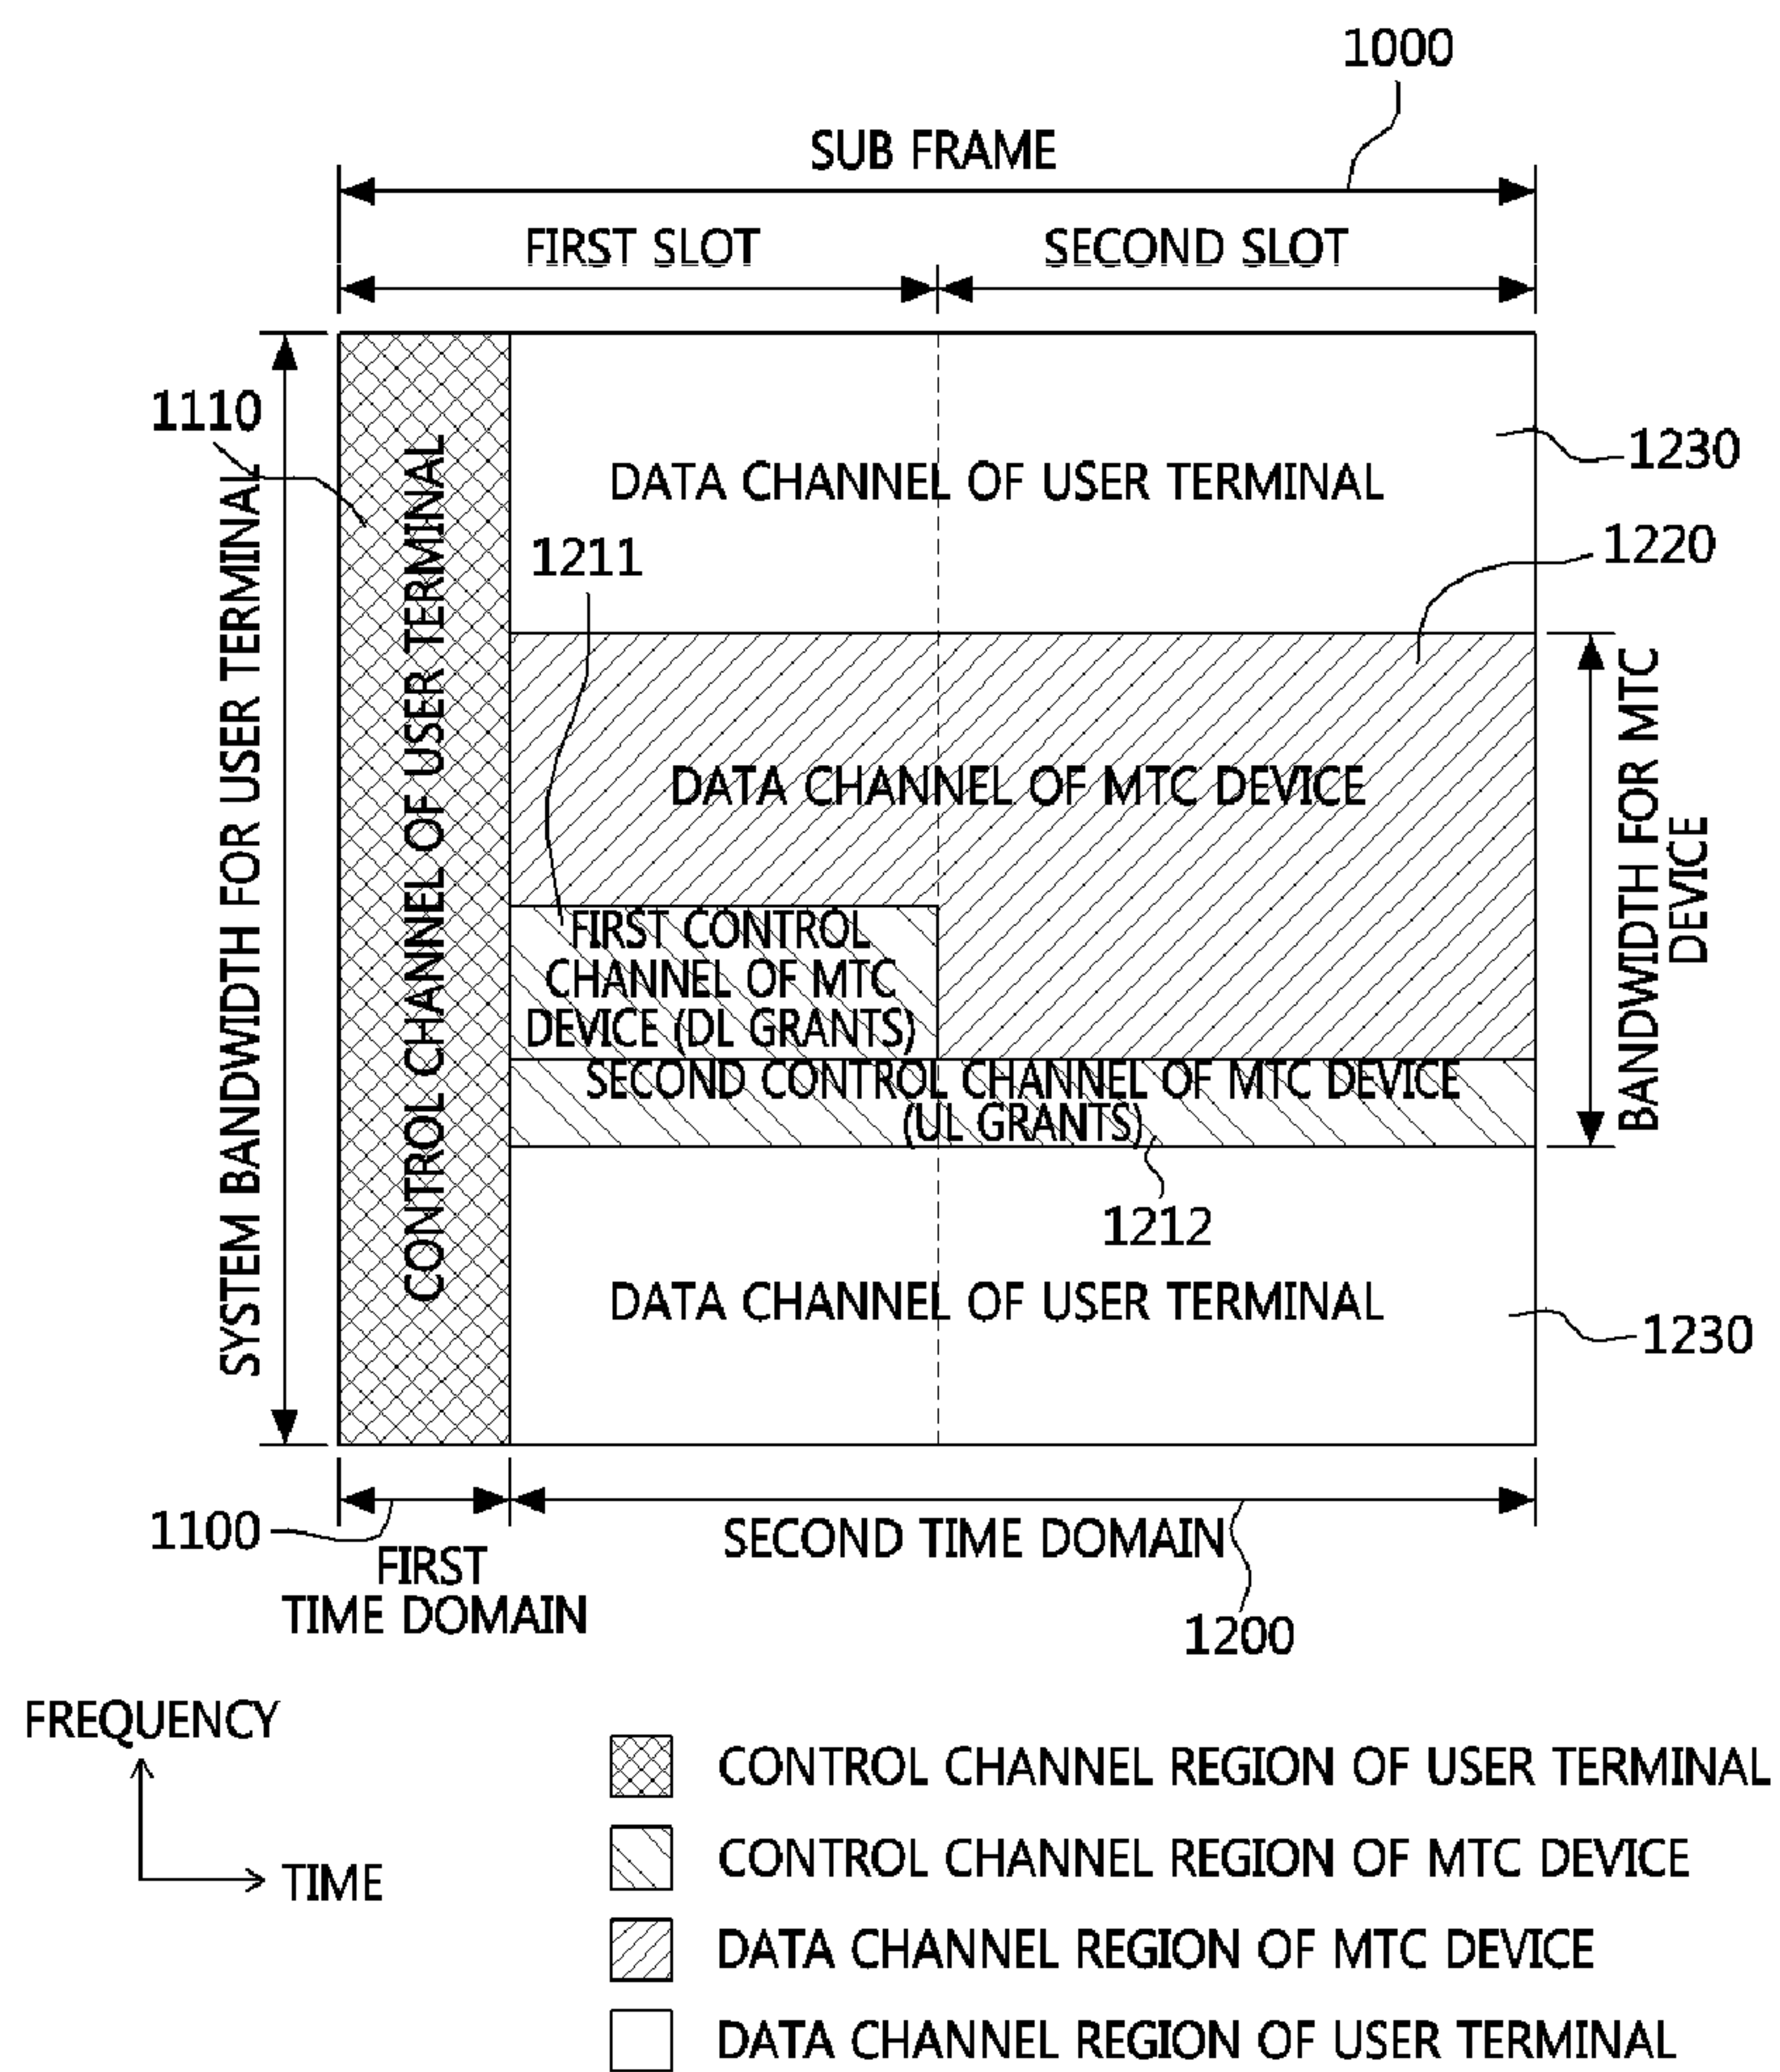 1000
SUB FRAME
FIRST SLOT
SECOND SLOT
1110
SYSTEM BANDWIDTH FOR USER TERMINAL
CONTROL CHANNEL OF USER TERMINAL
DATA CHANNEL OF USER TERMINAL
1230
1211
1220
DATA CHANNEL OF MTC DEVICE
BANDWIDTH FOR MTC
DEVICE
FIRST CONTROL
CHANNEL OF MTC
DEVICE (DL GRANTS)
SECOND CONTROL CHANNEL OF MTC DEVICE
(UL GRANTS)
1212
DATA CHANNEL OF USER TERMINAL
1230
1100
FIRST
TIME DOMAIN
SECOND TIME DOMAIN
1200
FREQUENCY
TIME
CONTROL CHANNEL REGION OF USER TERMINAL
CONTROL CHANNEL REGION OF MTC DEVICE
DATA CHANNEL REGION OF MTC DEVICE
DATA CHANNEL REGION OF USER TERMINAL